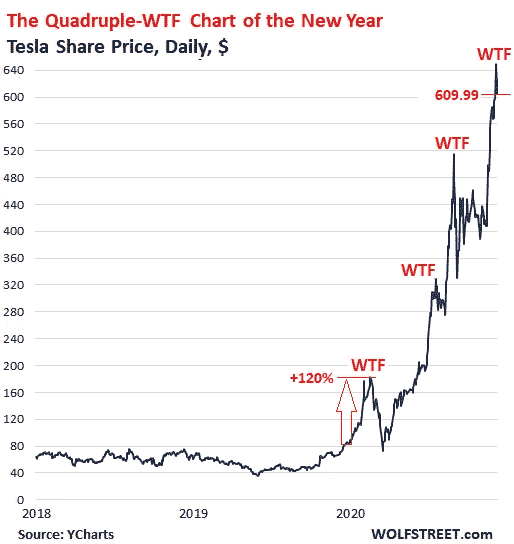 The Quadruple-WTF Chart of the New Year
Tesla Share Price, Daily, $
WTF
640
609.99
600
560
WTF
520
480
440
400
360
WTF
320
280
240
200
WTF
+120%
160
120
80
40
0
2018 2019 2020
Source: YCharts WOLFSTREET.com